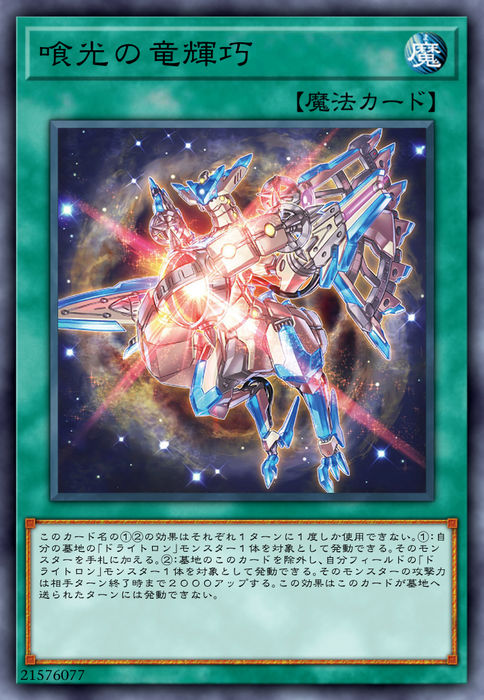 喰光の竜輝巧
魔
【魔法カード】
このカード名の①②の効果はそれぞれ1ターンに1度しか使用できない。①:自
分の墓地の「ドライトロン」モンスター1体を対象として発動できる。そのモン
スターを手札に加える。②:墓地のこのカードを除外し、自分フィールドの「ド
ライトロン」モンスター1体を対象として発動できる。そのモンスターの攻撃力
は相手ターン終了時まで2000アップする。この効果はこのカードが墓地へ
送られたターンには発動できない。
21576077